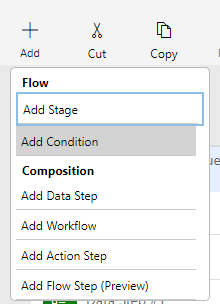 Add Cut Copy
Flow
Add Stage
Add Condition
Composition
Add Data Step
Add Workflow
Add Action Step
Add Flow Step (Preview)